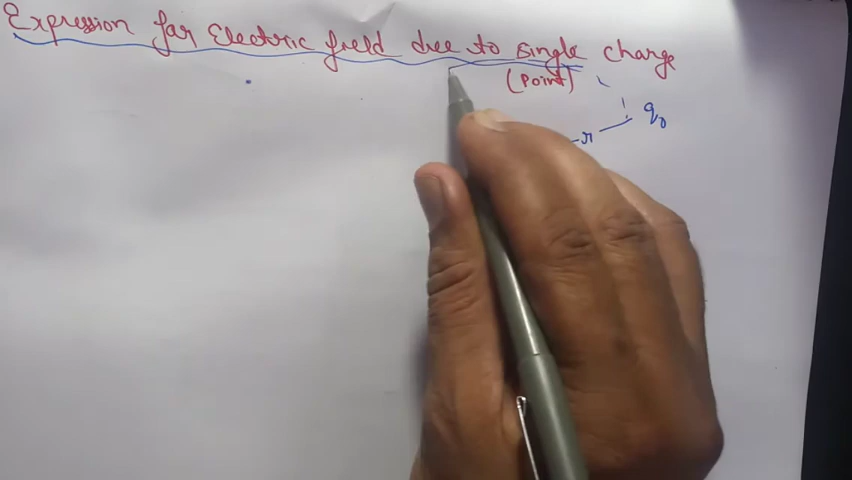 Expression for Electric field due to single charge
(Point)
q₀
r